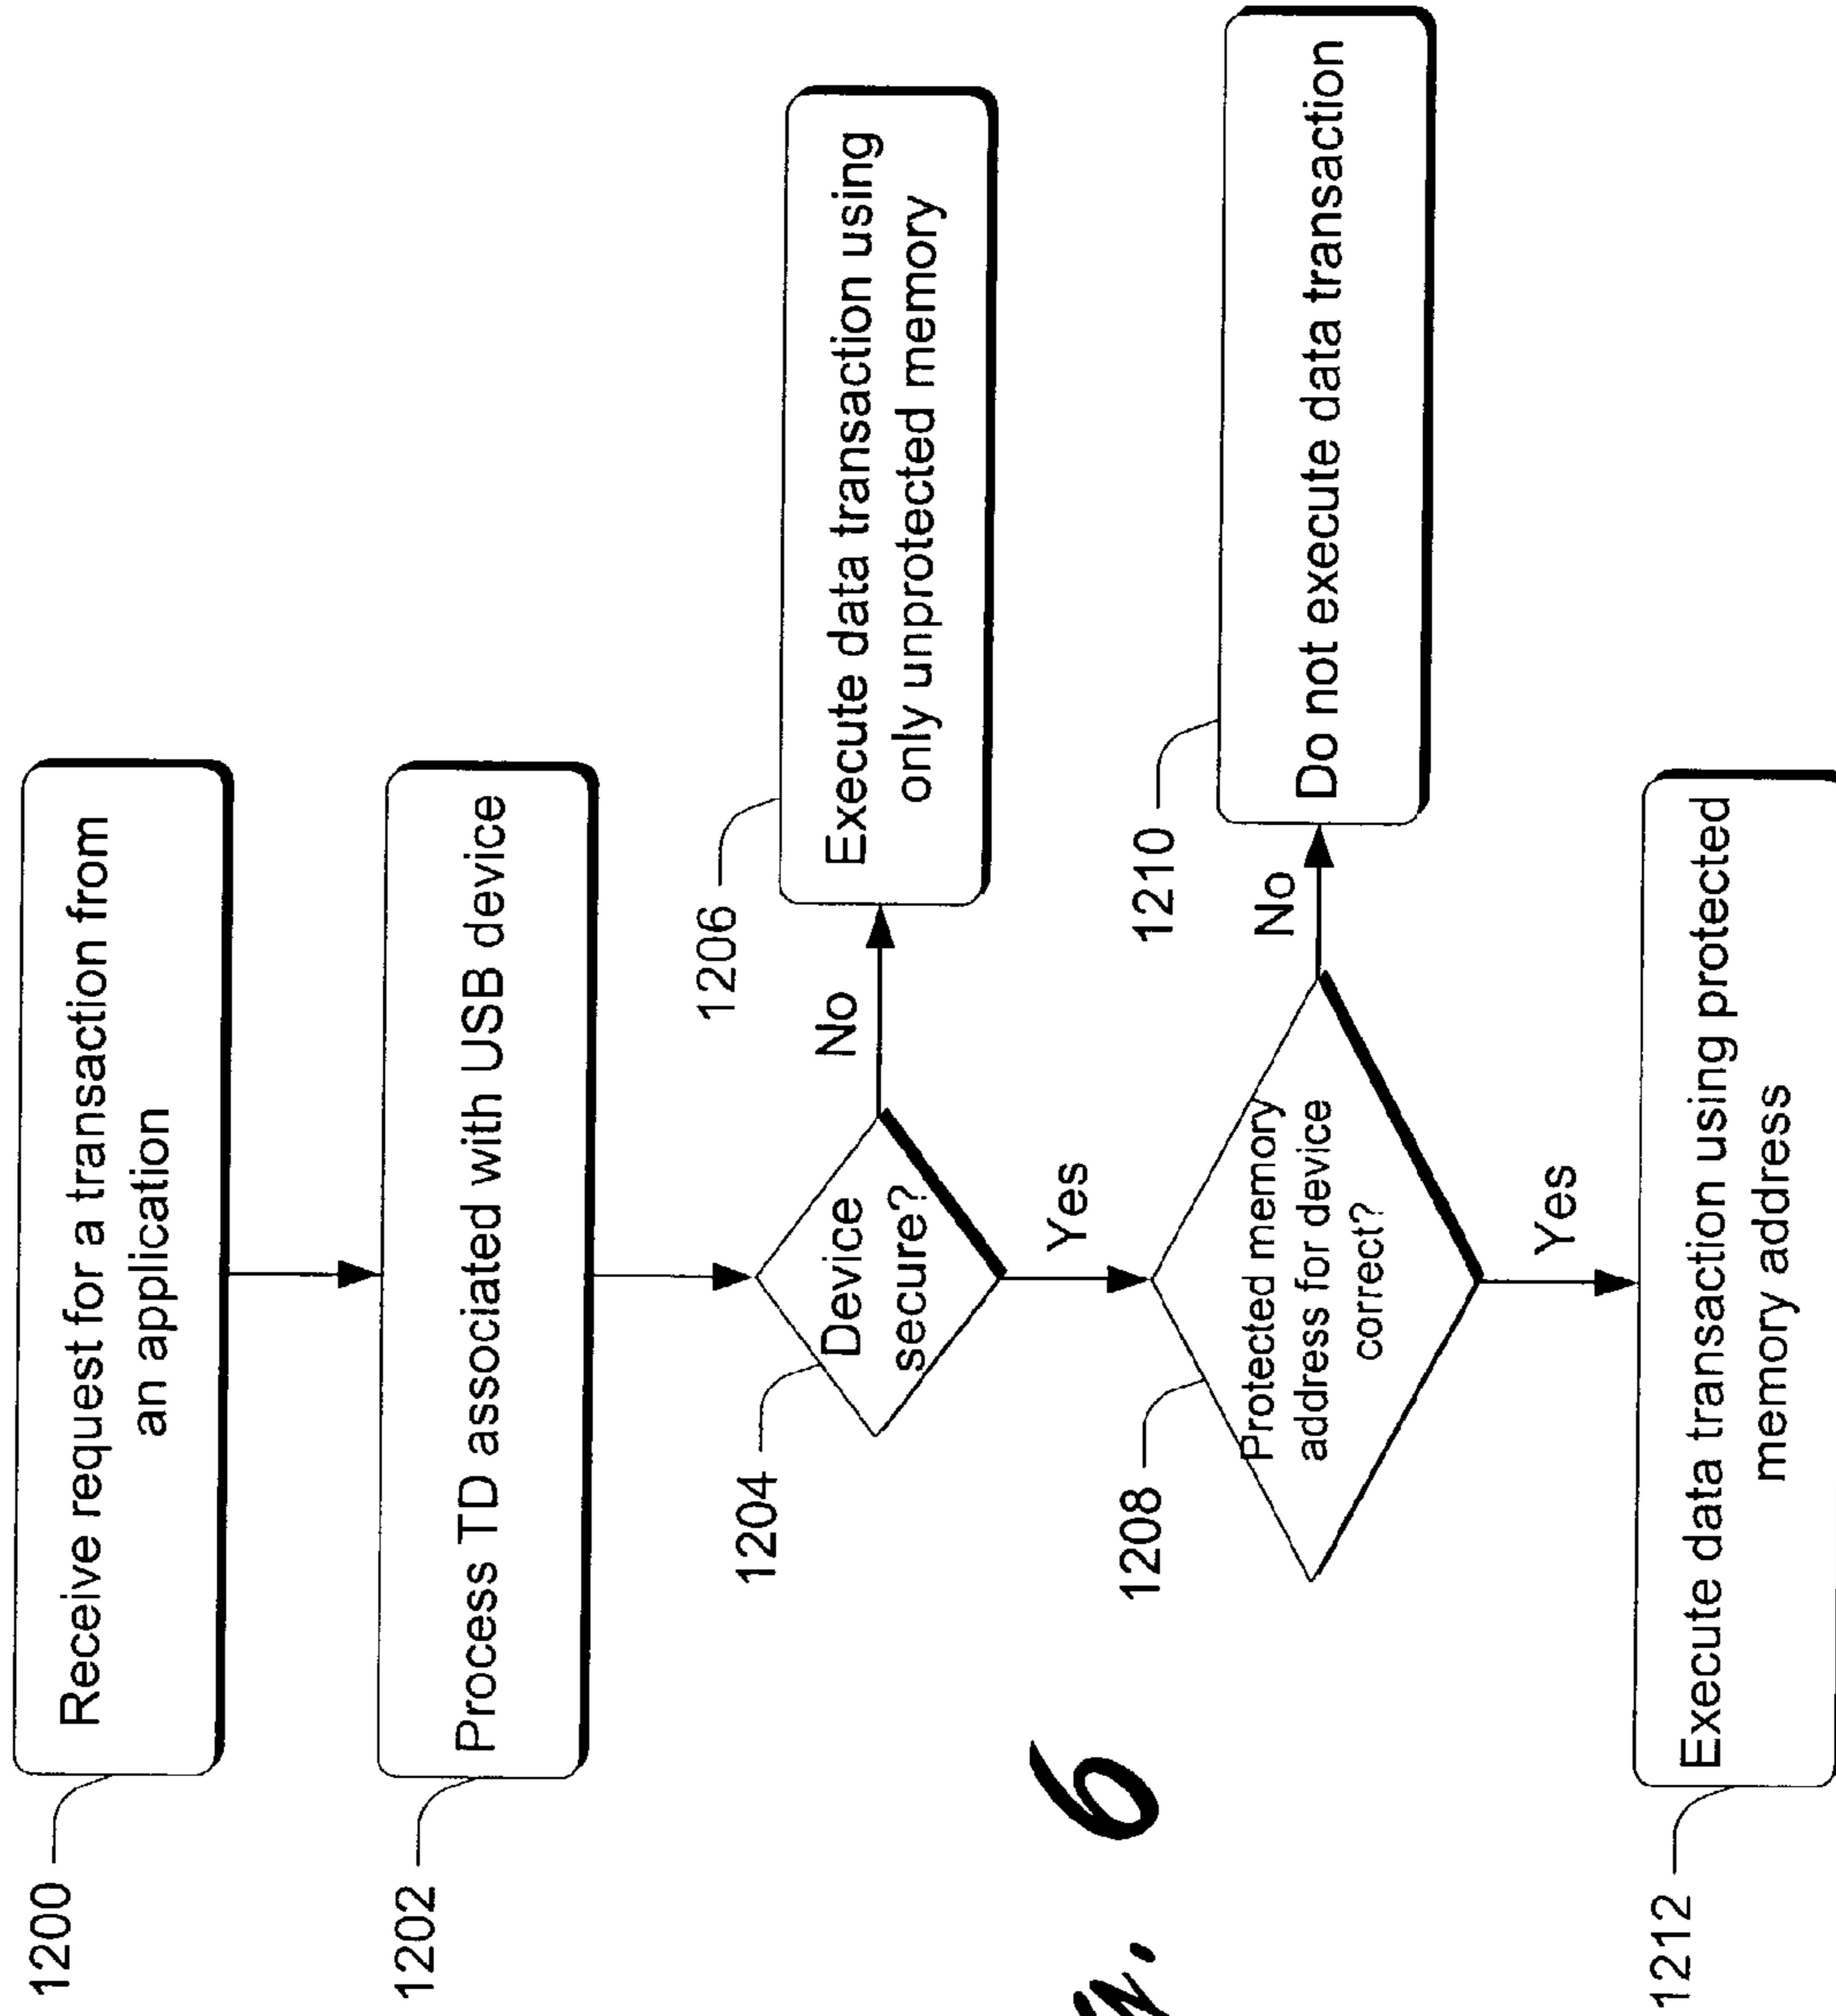 1200
Receive request for a transaction from
an application
1202
Process TD associated with USB device
1204
Device
secure?
No
1206
Execute data transaction using
only unprotected memory
Yes
1208
Protected memory
address for device
correct?
No
1210
Do not execute data transaction
Yes
1212
Execute data transaction using protected
memory address
6